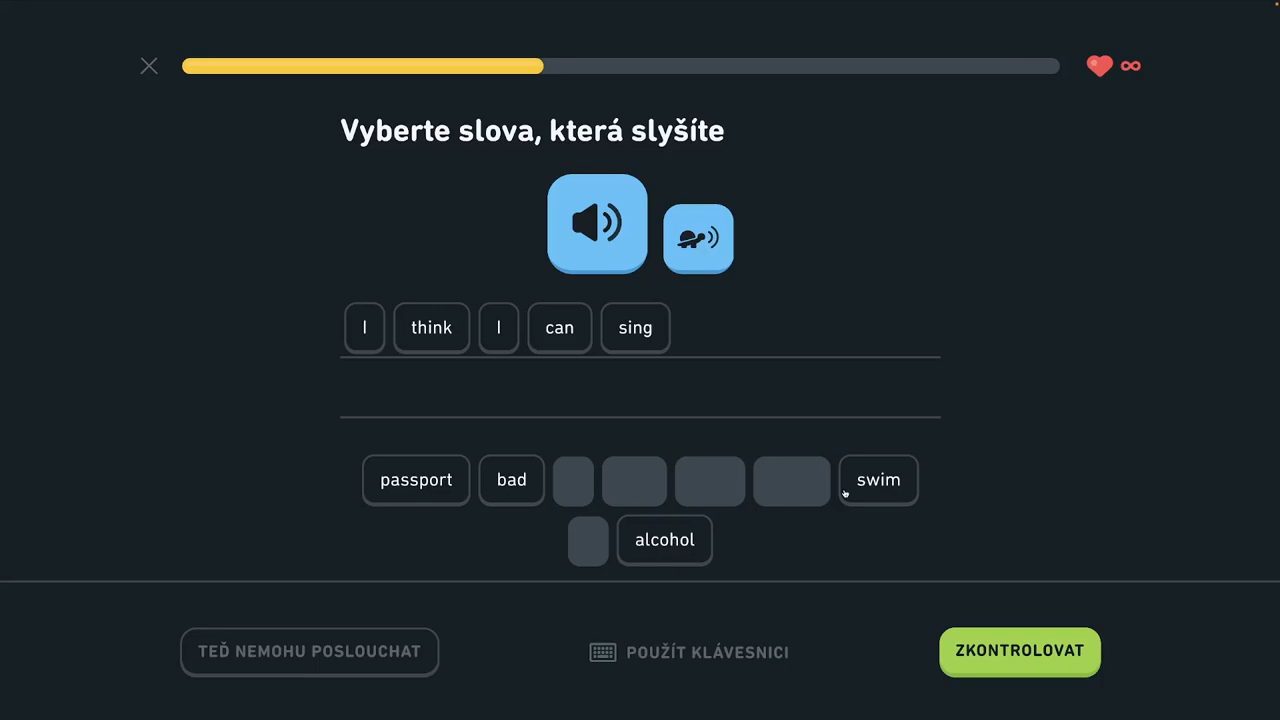 Vyberte slova, která slyšíte
I think I can sing
passport bad swim
alcohol
TEĎ NEMOHU POSLOUCHAT
POUŽÍT KLÁVESNICI
ZKONTROLOVAT